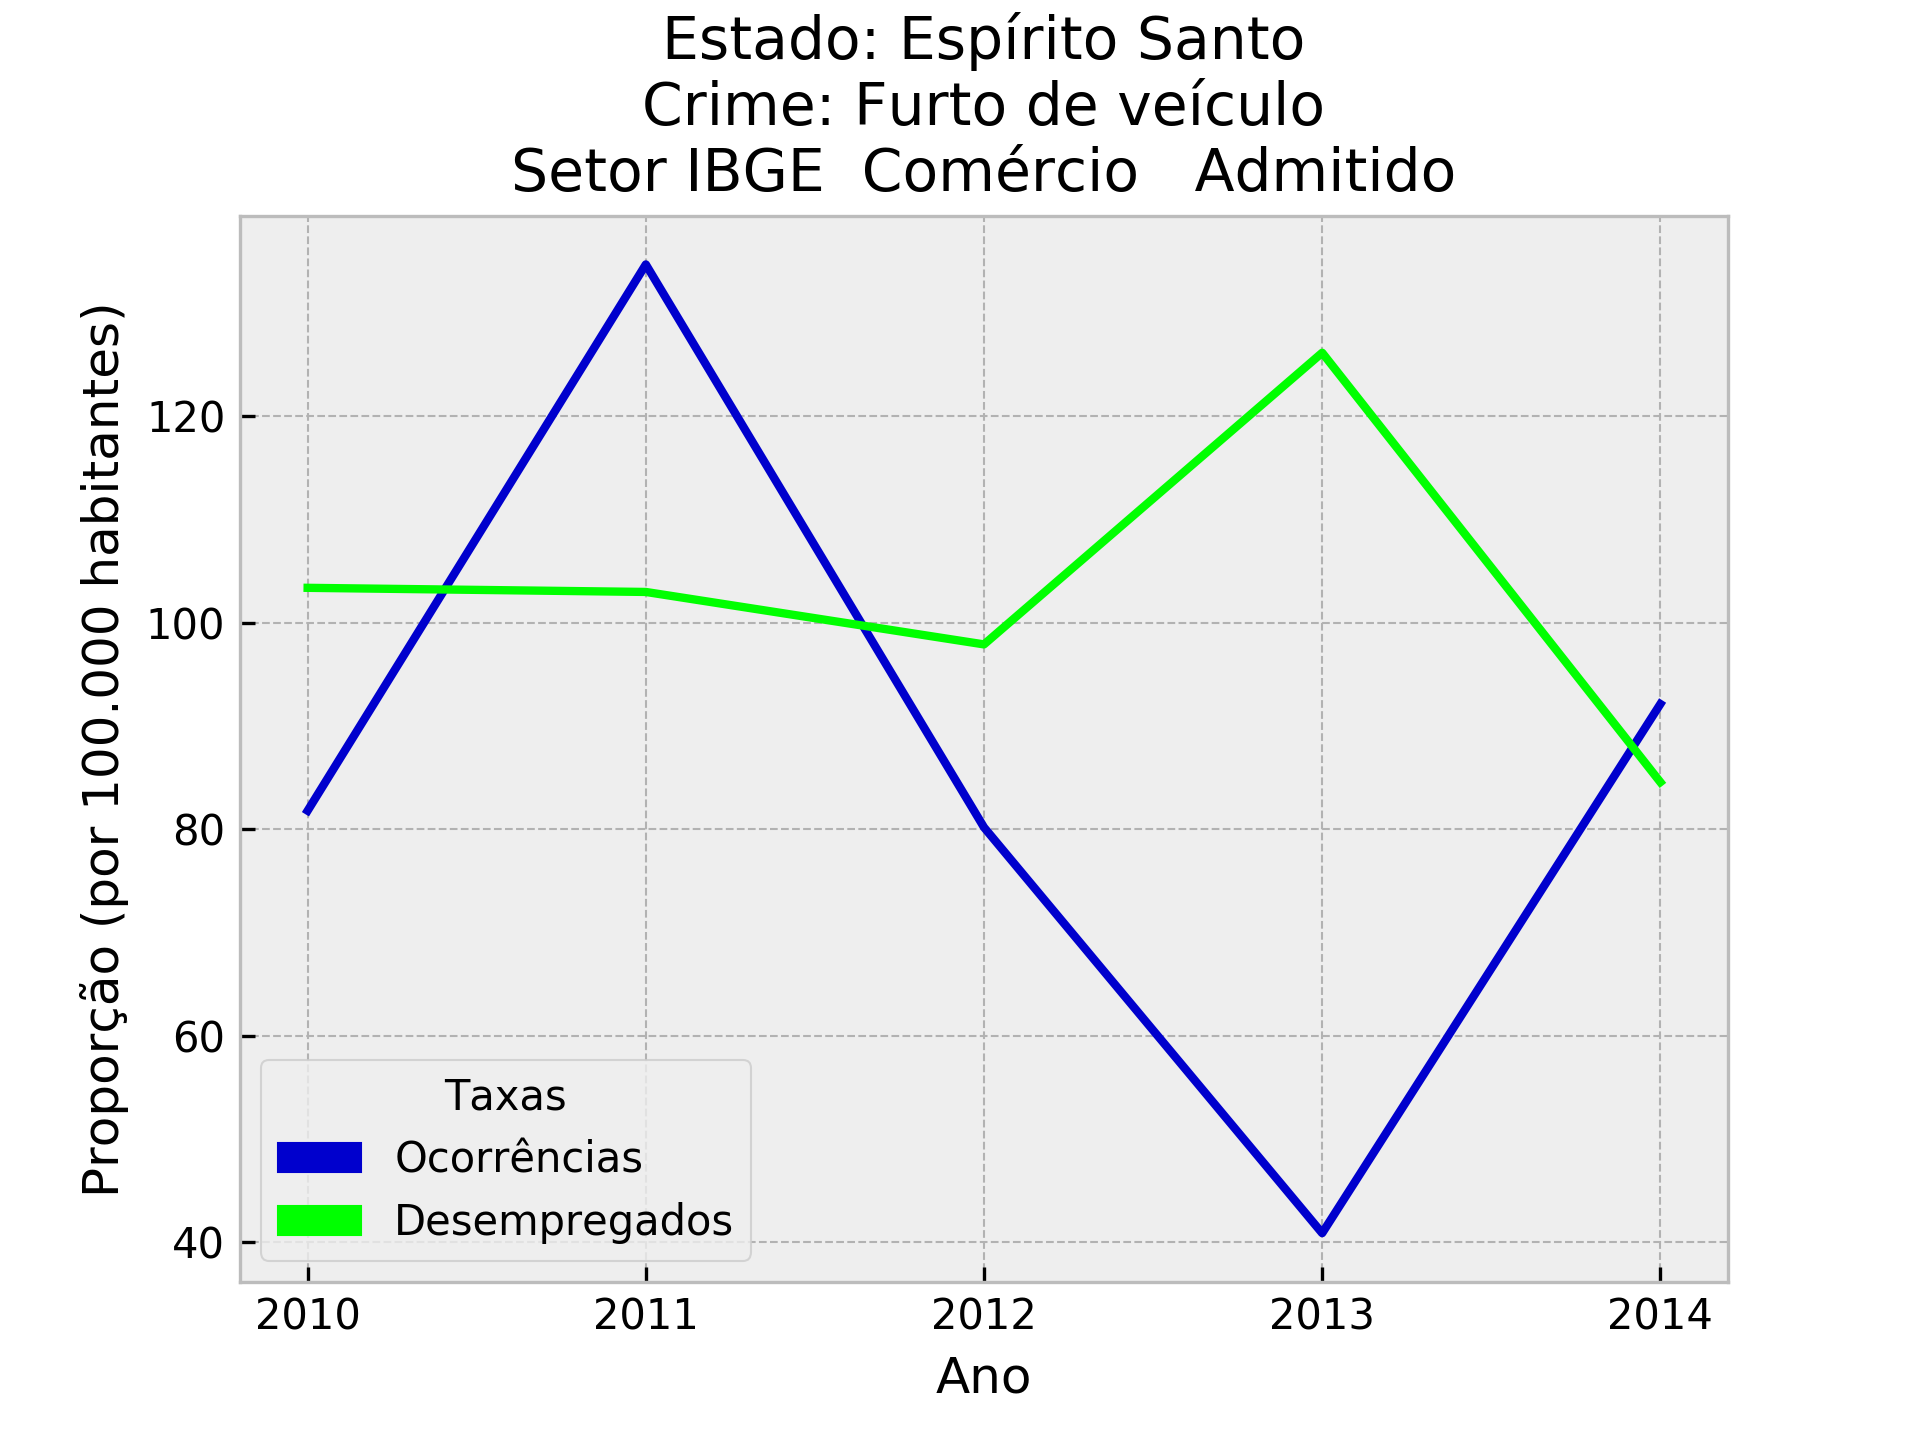 Estado: Espírito Santo
Crime: Furto de veículo
Setor IBGE  Comércio   Admitido
Proporção (por 100.000 habitantes)
120
100
80
60
40
Taxas
Ocorrências
Desempregados
2010 2011 2012 2013 2014
Ano